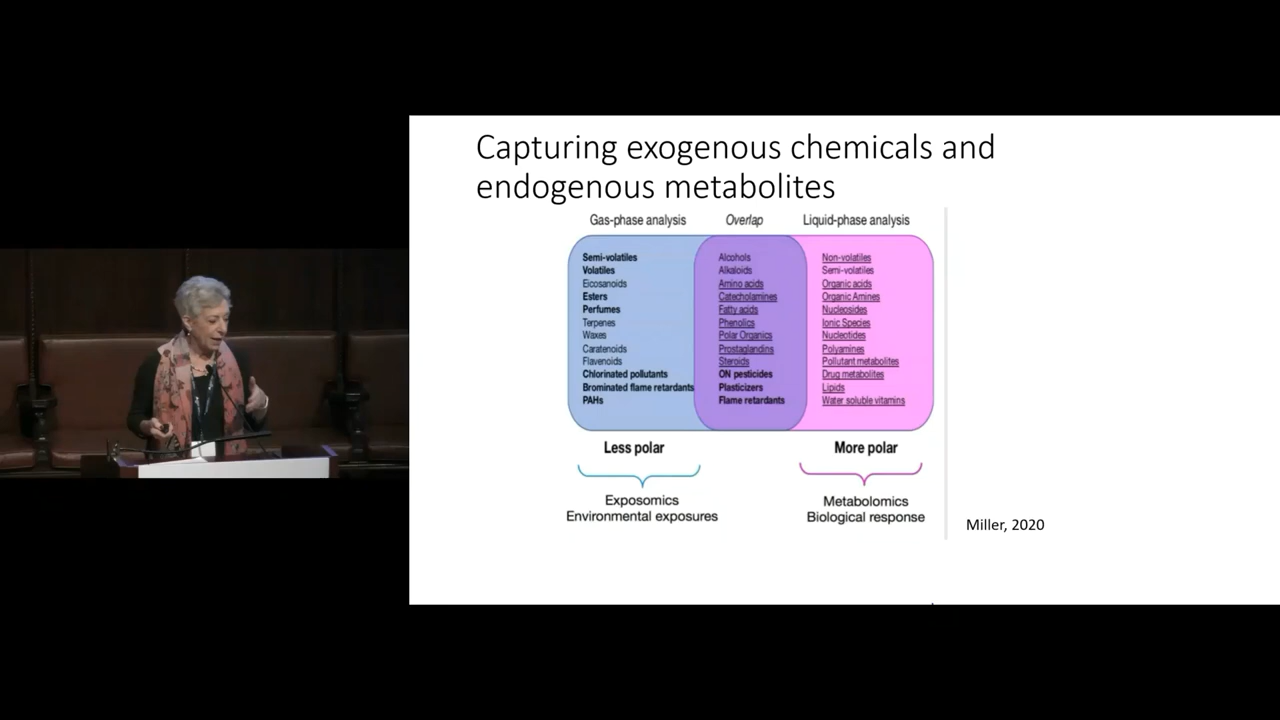 Capturing exogenous chemicals and
endogenous metabolites
Gas-phase analysis
Overlap
Liquid-phase analysis
Semi-volatiles
Volatiles
Eicosanoids
Esters
Perfumes
Terpenes
Waxes
Caratenoids
Flavenoids
Chlorinated pollutants
Brominated flame retardants
PAHs
Alcohols
Alkaloids
Amino acids
Catecholamines
Fatty acids
Phenolics
Polar Organics
Prostaglandins
Steroids
ON pesticides
Plasticizers
Flame retardants
Non-volatiles
Semi-volatiles
Organic acids
Organic Amines
Nucleosides
Ionic Species
Nucleotides
Polyamines
Pollutant metabolites
Drug metabolites
Lipids
Water soluble vitamins
Less polar
More polar
Exposomics
Environmental exposures
Metabolomics
Biological response
Miller, 2020